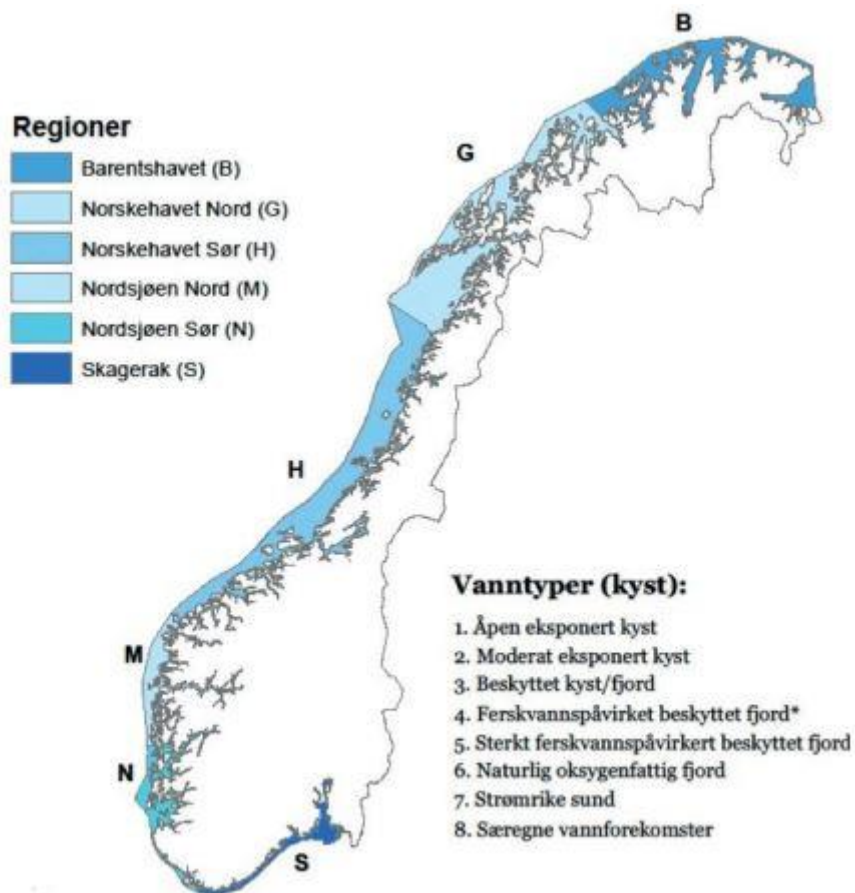 B
Regioner
Barentshavet (B)
Norskehavet Nord (G)
Norskehavet Sør (H)
Nordsjøen Nord (M)
Nordsjøen Sør (N)
Skagerak (S)
G
H
M
N
S
Vanntyper (kyst):
1. Åpen eksponert kyst
2. Moderat eksponert kyst
3. Beskyttet kyst/fjord
4. Ferskvannspåvirket beskyttet fjord*
5. Sterkt ferskvannspåvirkert beskyttet fjord
6. Naturlig oksygenfattig fjord
7. Strømrike sund
8. Særegne vannforekomster